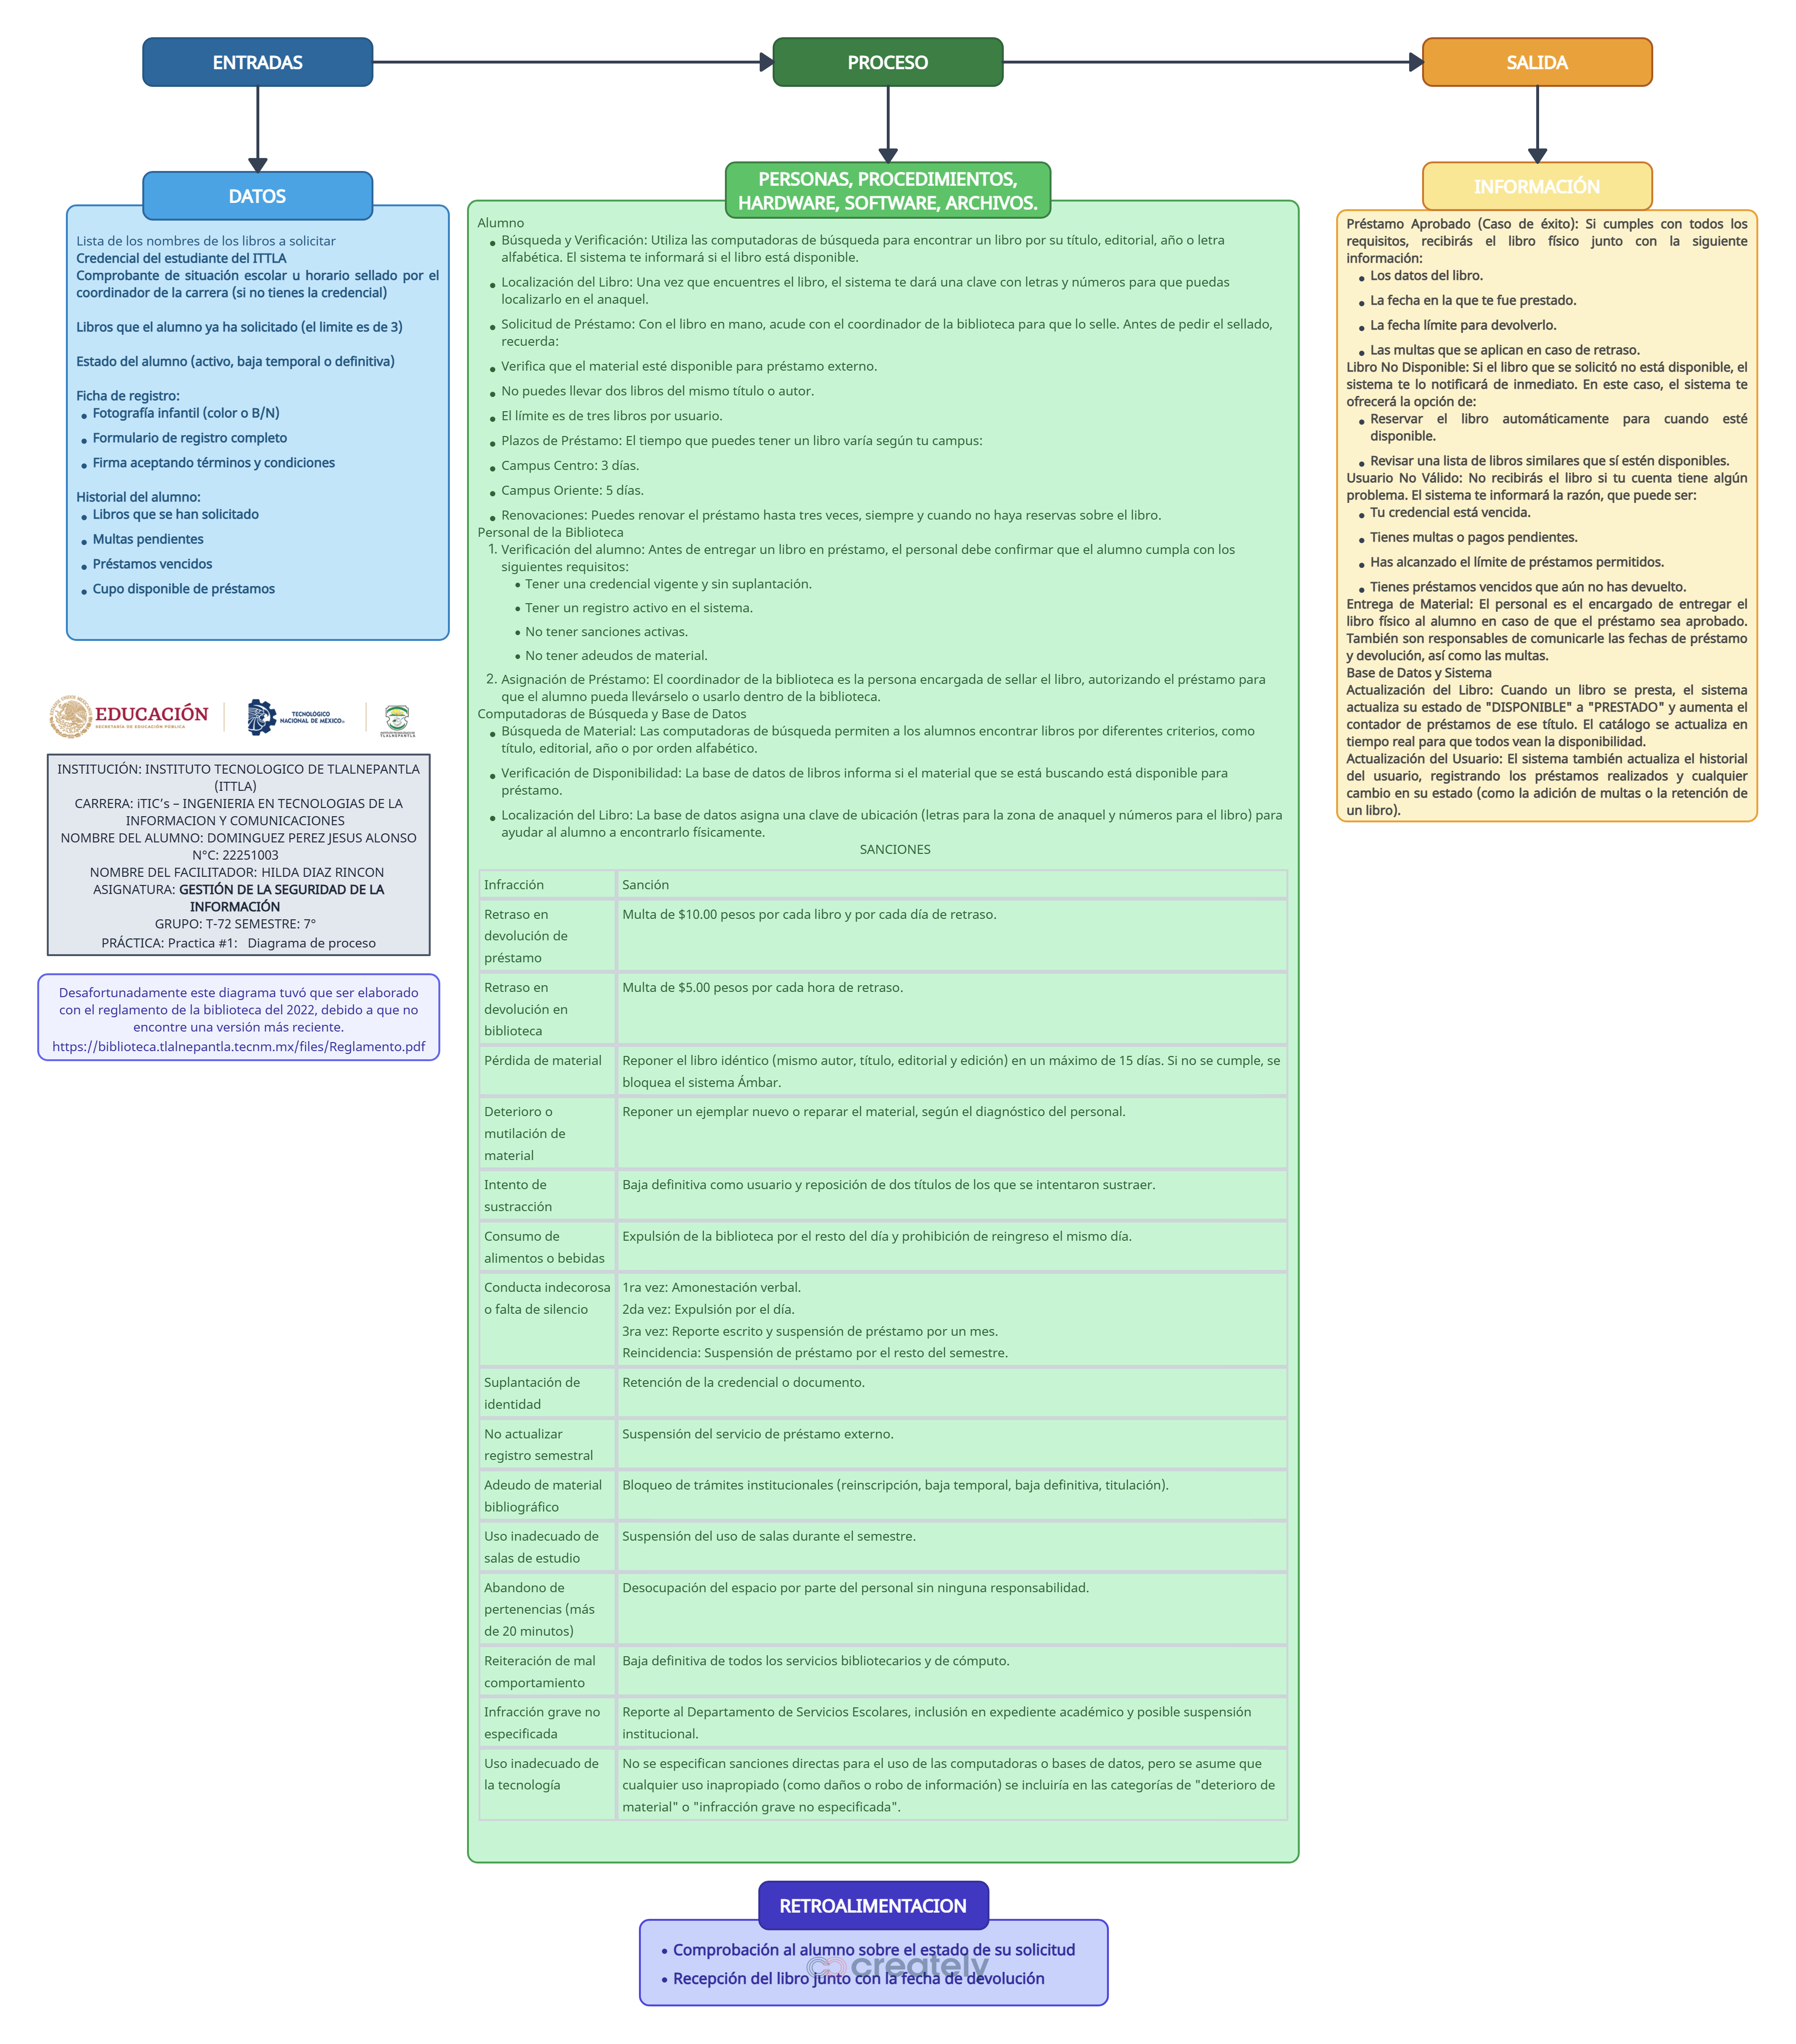 ENTRADAS
PROCESO
SALIDA
DATOS
Lista de los nombres de los libros a solicitar
Credencial del estudiante del ITTLA
Comprobante de situación escolar u horario sellado por el
coordinador de la carrera (si no tienes la credencial)
Libros que el alumno ya ha solicitado (el limite es de 3)
Estado del alumno (activo, baja temporal o definitiva)
Ficha de registro:
• Fotografía infantil (color o B/N)
• Formulario de registro completo
• Firma aceptando términos y condiciones
Historial del alumno:
• Libros que se han solicitado
• Multas pendientes
• Préstamos vencidos
• Cupo disponible de préstamos
EDUCACIÓN
SECRETARÍA DE EDUCACIÓN PÚBLICA
TECNOLÓGICO
NACIONAL DE MÉXICO
TLALNEPANTLA
INSTITUCIÓN: INSTITUTO TECNOLOGICO DE TLALNEPANTLA
(ITTLA)
CARRERA: iTIC’s – INGENIERIA EN TECNOLOGIAS DE LA
INFORMACION Y COMUNICACIONES
NOMBRE DEL ALUMNO: DOMINGUEZ PEREZ JESUS ALONSO
N°C: 22251003
NOMBRE DEL FACILITADOR: HILDA DIAZ RINCON
ASIGNATURA: GESTIÓN DE LA SEGURIDAD DE LA
INFORMACIÓN
GRUPO: T-72 SEMESTRE: 7°
PRÁCTICA: Practica #1: Diagrama de proceso
Desafortunadamente este diagrama tuvó que ser elaborado
con el reglamento de la biblioteca del 2022, debido a que no
encontre una versión más reciente.
https://biblioteca.tlalnepantla.tecnm.mx/files/Reglamento.pdf
PERSONAS, PROCEDIMIENTOS,
HARDWARE, SOFTWARE, ARCHIVOS.
Alumno
• Búsqueda y Verificación: Utiliza las computadoras de búsqueda para encontrar un libro por su título, editorial, año o letra
alfabética. El sistema te informará si el libro está disponible.
• Localización del Libro: Una vez que encuentres el libro, el sistema te dará una clave con letras y números para que puedas
localizarlo en el anaquel.
• Solicitud de Préstamo: Con el libro en mano, acude con el coordinador de la biblioteca para que lo selle. Antes de pedir el sellado,
recuerda:
• Verifica que el material esté disponible para préstamo externo.
• No puedes llevar dos libros del mismo título o autor.
• El límite es de tres libros por usuario.
• Plazos de Préstamo: El tiempo que puedes tener un libro varía según tu campus:
• Campus Centro: 3 días.
• Campus Oriente: 5 días.
• Renovaciones: Puedes renovar el préstamo hasta tres veces, siempre y cuando no haya reservas sobre el libro.
Personal de la Biblioteca
1. Verificación del alumno: Antes de entregar un libro en préstamo, el personal debe confirmar que el alumno cumpla con los
siguientes requisitos:
• Tener una credencial vigente y sin suplantación.
• Tener un registro activo en el sistema.
• No tener sanciones activas.
• No tener adeudos de material.
2. Asignación de Préstamo: El coordinador de la biblioteca es la persona encargada de sellar el libro, autorizando el préstamo para
que el alumno pueda llevárselo o usarlo dentro de la biblioteca.
Computadoras de Búsqueda y Base de Datos
• Búsqueda de Material: Las computadoras de búsqueda permiten a los alumnos encontrar libros por diferentes criterios, como
título, editorial, año o por orden alfabético.
• Verificación de Disponibilidad: La base de datos de libros informa si el material que se está buscando está disponible para
préstamo.
• Localización del Libro: La base de datos asigna una clave de ubicación (letras para la zona de anaquel y números para el libro) para
ayudar al alumno a encontrarlo físicamente.
SANCIONES
Infracción
Sanción
Retraso en
devolución de
préstamo
Multa de $10.00 pesos por cada libro y por cada día de retraso.
Retraso en
devolución en
biblioteca
Multa de $5.00 pesos por cada hora de retraso.
Pérdida de material
Reponer el libro idéntico (mismo autor, título, editorial y edición) en un máximo de 15 días. Si no se cumple, se
bloquea el sistema Ámbar.
Deterioro o
mutilación de
material
Reponer un ejemplar nuevo o reparar el material, según el diagnóstico del personal.
Intento de
sustracción
Baja definitiva como usuario y reposición de dos títulos de los que se intentaron sustraer.
Consumo de
alimentos o bebidas
Expulsión de la biblioteca por el resto del día y prohibición de reingreso el mismo día.
Conducta indecorosa
o falta de silencio
1ra vez: Amonestación verbal.
2da vez: Expulsión por el día.
3ra vez: Reporte escrito y suspensión de préstamo por un mes.
Reincidencia: Suspensión de préstamo por el resto del semestre.
Suplantación de
identidad
Retención de la credencial o documento.
No actualizar
registro semestral
Suspensión del servicio de préstamo externo.
Adeudo de material
bibliográfico
Bloqueo de trámites institucionales (reinscripción, baja temporal, baja definitiva, titulación).
Uso inadecuado de
salas de estudio
Suspensión del uso de salas durante el semestre.
Abandono de
pertenencias (más
de 20 minutos)
Desocupación del espacio por parte del personal sin ninguna responsabilidad.
Reiteración de mal
comportamiento
Baja definitiva de todos los servicios bibliotecarios y de cómputo.
Infracción grave no
especificada
Reporte al Departamento de Servicios Escolares, inclusión en expediente académico y posible suspensión
institucional.
Uso inadecuado de
la tecnología
No se especifican sanciones directas para el uso de las computadoras o bases de datos, pero se asume que
cualquier uso inapropiado (como daños o robo de información) se incluiría en las categorías de "deterioro de
material" o "infracción grave no especificada".
INFORMACIÓN
Préstamo Aprobado (Caso de éxito): Si cumples con todos los
requisitos, recibirás el libro físico junto con la siguiente
información:
• Los datos del libro.
• La fecha en la que te fue prestado.
• La fecha límite para devolverlo.
• Las multas que se aplican en caso de retraso.
Libro No Disponible: Si el libro que se solicitó no está disponible, el
sistema te lo notificará de inmediato. En este caso, el sistema te
ofrecerá la opción de:
• Reservar el libro automáticamente para cuando esté
disponible.
• Revisar una lista de libros similares que sí estén disponibles.
Usuario No Válido: No recibirás el libro si tu cuenta tiene algún
problema. El sistema te informará la razón, que puede ser:
• Tu credencial está vencida.
• Tienes multas o pagos pendientes.
• Has alcanzado el límite de préstamos permitidos.
• Tienes préstamos vencidos que aún no has devuelto.
Entrega de Material: El personal es el encargado de entregar el
libro físico al alumno en caso de que el préstamo sea aprobado.
También son responsables de comunicarle las fechas de préstamo
y devolución, así como las multas.
Base de Datos y Sistema
Actualización del Libro: Cuando un libro se presta, el sistema
actualiza su estado de "DISPONIBLE" a "PRESTADO" y aumenta el
contador de préstamos de ese título. El catálogo se actualiza en
tiempo real para que todos vean la disponibilidad.
Actualización del Usuario: El sistema también actualiza el historial
del usuario, registrando los préstamos realizados y cualquier
cambio en su estado (como la adición de multas o la retención de
un libro).
RETROALIMENTACION
• Comprobación al alumno sobre el estado de su solicitud
• Recepción del libro junto con la fecha de devolución
creately